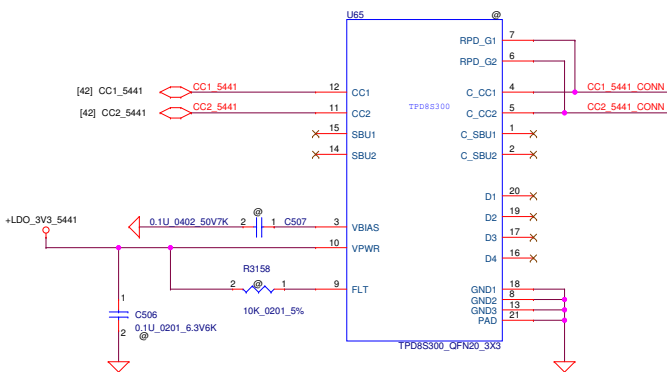 U65
@
RPD_G1 7
RPD_G2 6
[42] CC1_5441 CC1_5441 12 CC1 TPD8S300 C_CC1 4 CC1_5441_CONN
[42] CC2_5441 CC2_5441 11 CC2 C_CC2 5 CC2_5441_CONN
15 SBU1 C_SBU1 1
14 SBU2 C_SBU2 2
D1 20
D2 19
D3 17
D4 16
+LDO_3V3_5441
@
0.1U_0402_50V7K 2 1 C507 3 VBIAS
10 VPWR
R3158
2 @ 1 9 FLT
10K_0201_5%
GND1 18
GND2 8
GND3 13
PAD 21
1
C506
0.1U_0201_6.3V6K
2 @
TPD8S300_QFN20_3X3